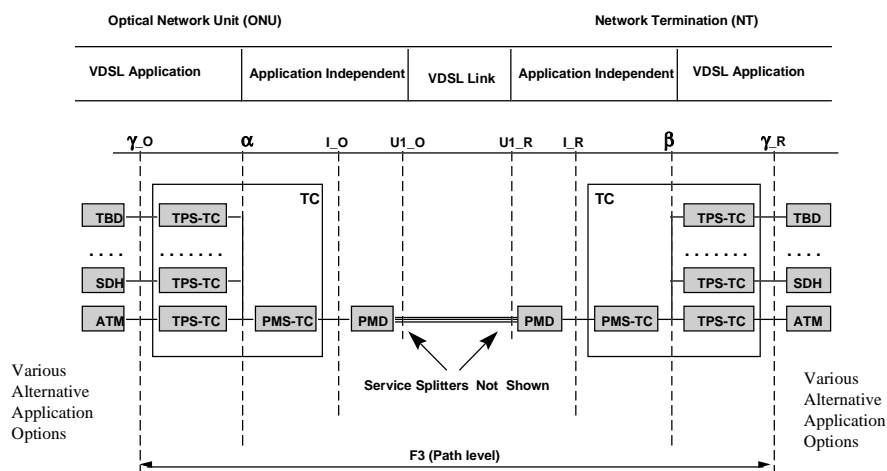 Optical Network Unit (ONU) Network Termination (NT)
VDSL Application Application Independent VDSL Link Application Independent VDSL Application
γ_O α I_O U1_O U1_R I_R β γ_R
TC TC
TBD TPS-TC TPS-TC TBD
.... ....... ....... ....
SDH TPS-TC TPS-TC SDH
ATM TPS-TC PMS-TC PMD PMD PMS-TC TPS-TC ATM
Service Splitters Not Shown
Various
Alternative
Application
Options
Various
Alternative
Application
Options
F3 (Path level)